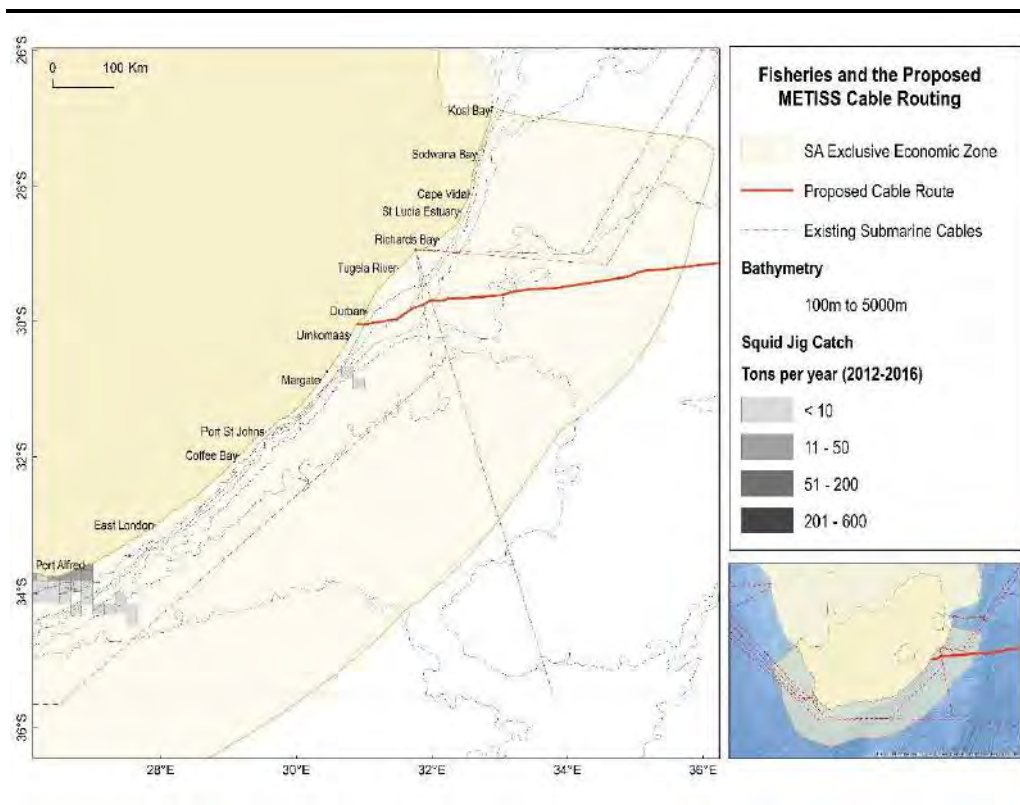 26°S
0 100 Km
Kosi Bay
Sodwana Bay
28°S
Cape Vidal
St Lucia Estuary
Richards Bay
Tugela River
Durban
30°S
Umkomaas
Margate
Port St Johns
32°S
Coffee Bay
East London
Port Alfred
34°S
36°S
28°E 30°E 32°E 34°E 36°E
Fisheries and the Proposed
METISS Cable Routing
SA Exclusive Economic Zone
Proposed Cable Route
Existing Submarine Cables
Bathymetry
100m to 5000m
Squid Jig Catch
Tons per year (2012-2016)
< 10
11 - 50
51 - 200
201 - 600